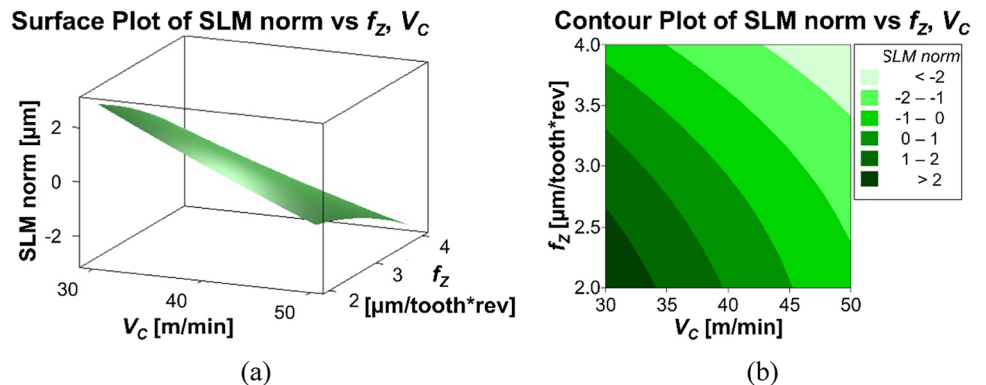 Surface Plot of SLM norm vs fz, VC
SLM norm [µm]
2
0
-2
30
40
50
VC [m/min]
2
3
4
fZ
[µm/tooth*rev]
(a)
Contour Plot of SLM norm vs fz, VC
fZ [µm/tooth*rev]
4.0
3.5
3.0
2.5
2.0
30
35
40
45
50
VC [m/min]
SLM norm
< -2
-2 – -1
-1 – 0
0 – 1
1 – 2
> 2
(b)